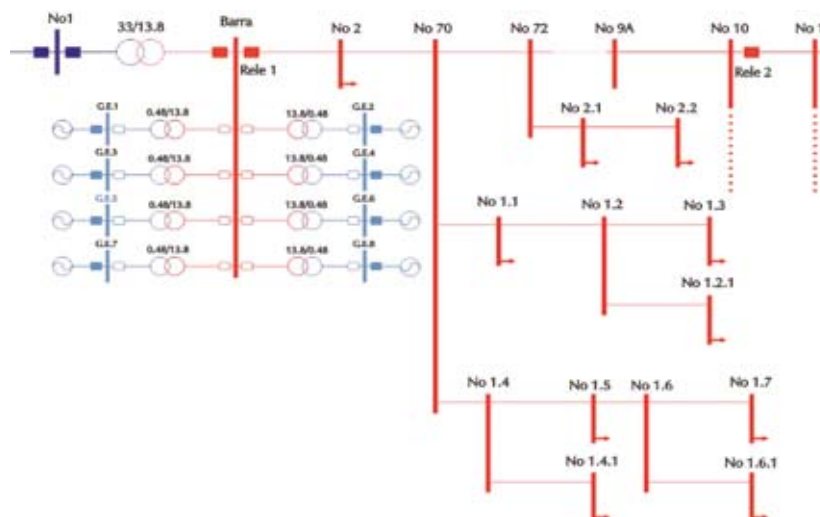 No1
33/13.8
Barra
Rele 1
No 2
No 70
No 72
No 9A
No 10
Rele 2
No 1
G.E.1
0.48/13.8
13.8/0.48
G.E.2
G.E.3
0.48/13.8
13.8/0.48
G.E.4
G.E.5
0.48/13.8
13.8/0.48
G.E.6
G.E.7
0.48/13.8
13.8/0.48
G.E.8
No 2.1
No 2.2
No 1.1
No 1.2
No 1.3
No 1.2.1
No 1.4
No 1.5
No 1.6
No 1.7
No 1.4.1
No 1.6.1